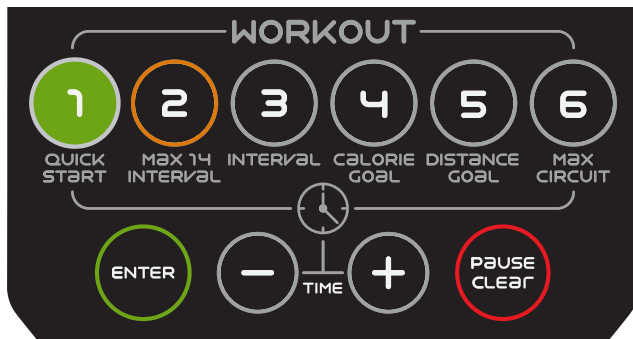 WORKOUT
1 2 3 4 5 6
QUICK START
MAX 14 INTERVAL
INTERVAL
CALORIE GOAL
DISTANCE GOAL
MAX CIRCUIT
ENTER
-
+
TIME
PAUSE
CLEAR